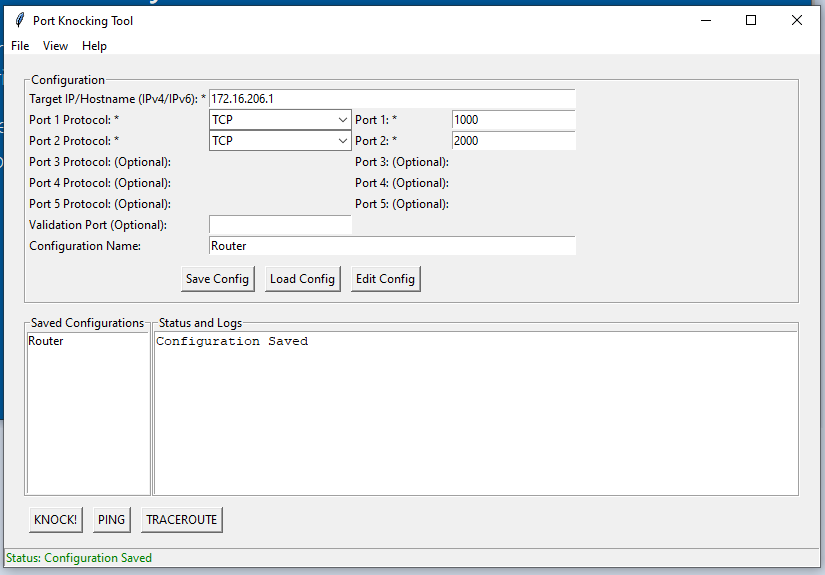 Port Knocking Tool
File View Help
Configuration
Target IP/Hostname (IPv4/IPv6): * 172.16.206.1
Port 1 Protocol: * TCP Port 1: * 1000
Port 2 Protocol: * TCP Port 2: * 2000
Port 3 Protocol: (Optional): Port 3: (Optional):
Port 4 Protocol: (Optional): Port 4: (Optional):
Port 5 Protocol: (Optional): Port 5: (Optional):
Validation Port (Optional):
Configuration Name: Router
Save Config Load Config Edit Config
Saved Configurations Status and Logs
Router Configuration Saved
KNOCK! PING TRACEROUTE
Status: Configuration Saved